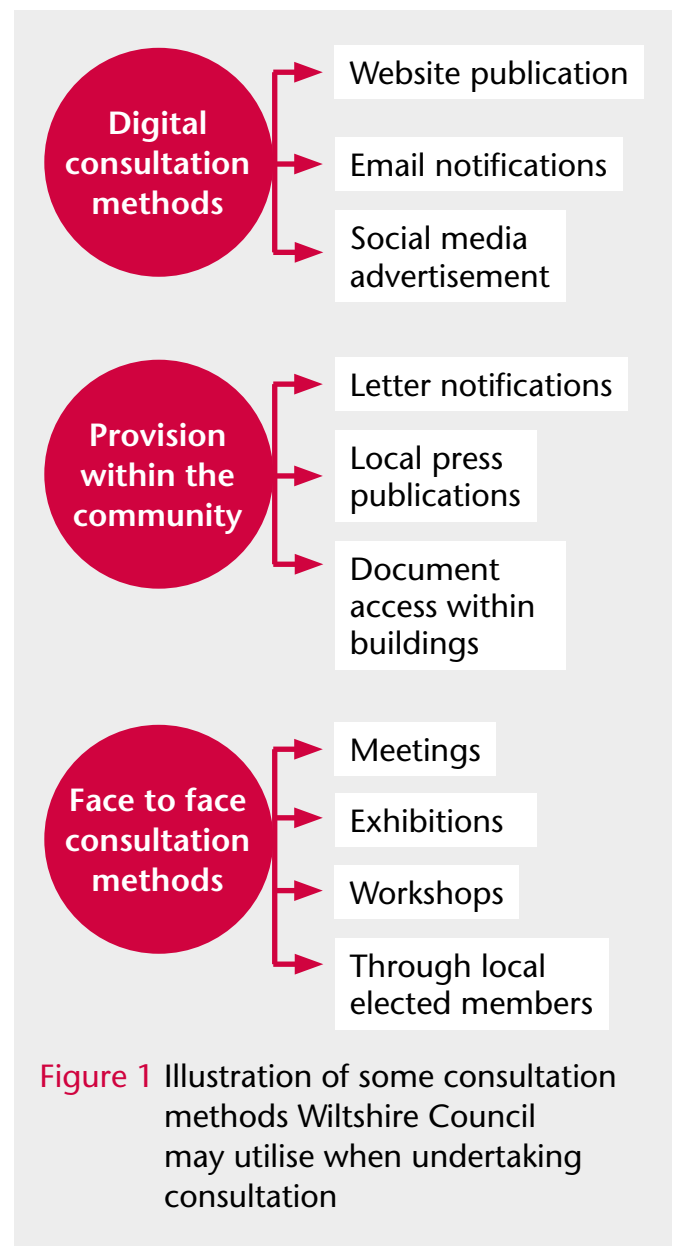 Digital
consultation
methods
Website publication
Email notifications
Social media
advertisement
Provision
within the
community
Letter notifications
Local press
publications
Document
access within
buildings
Face to face
consultation
methods
Meetings
Exhibitions
Workshops
Through local
elected members
Figure 1 Illustration of some consultation
methods Wiltshire Council
may utilise when undertaking
consultation